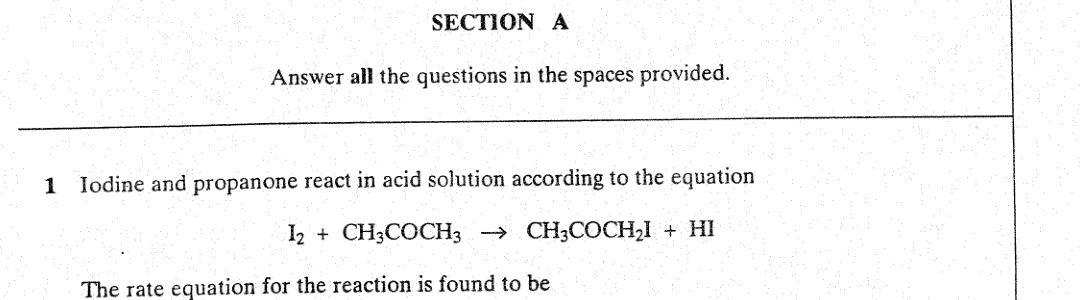 SECTION A
Answer all the questions in the spaces provided.
1 Iodine and propanone react in acid solution according to the equation
I₂ + CH₃COCH₃ → CH₃COCH₂I + HI
The rate equation for the reaction is found to be